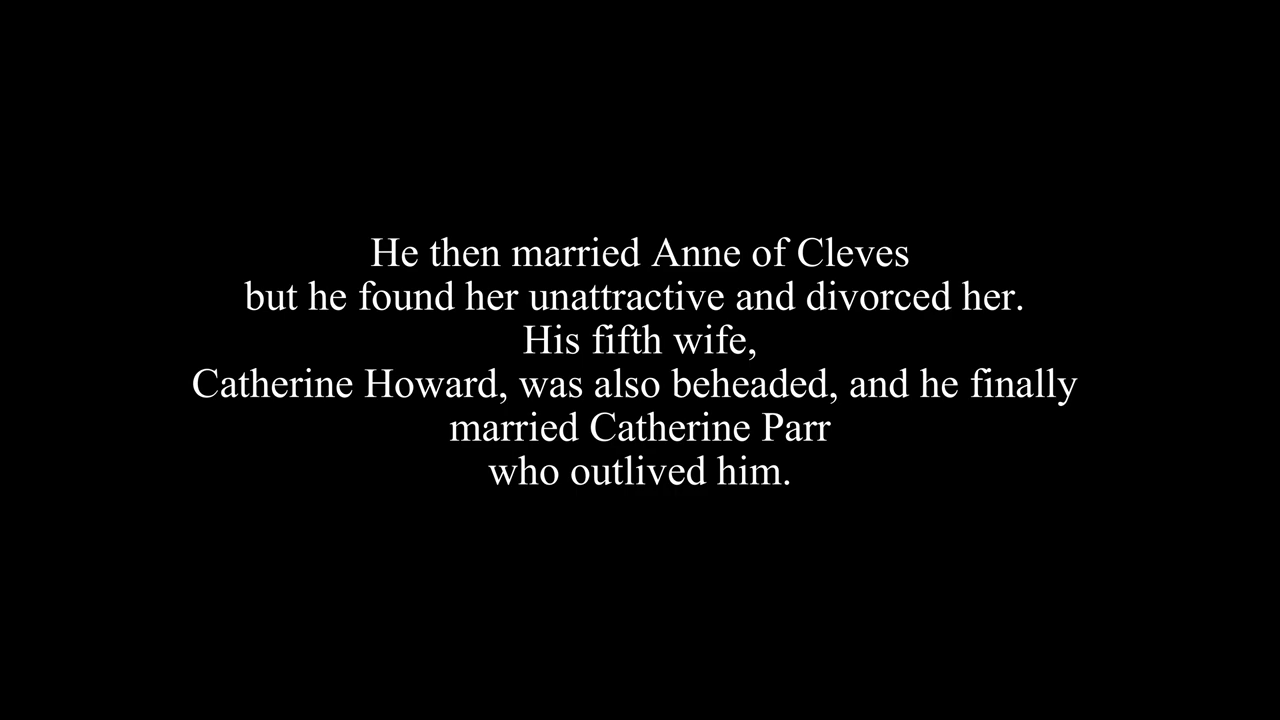 He then married Anne of Cleves
but he found her unattractive and divorced her.
His fifth wife,
Catherine Howard, was also beheaded, and he finally
married Catherine Parr
who outlived him.